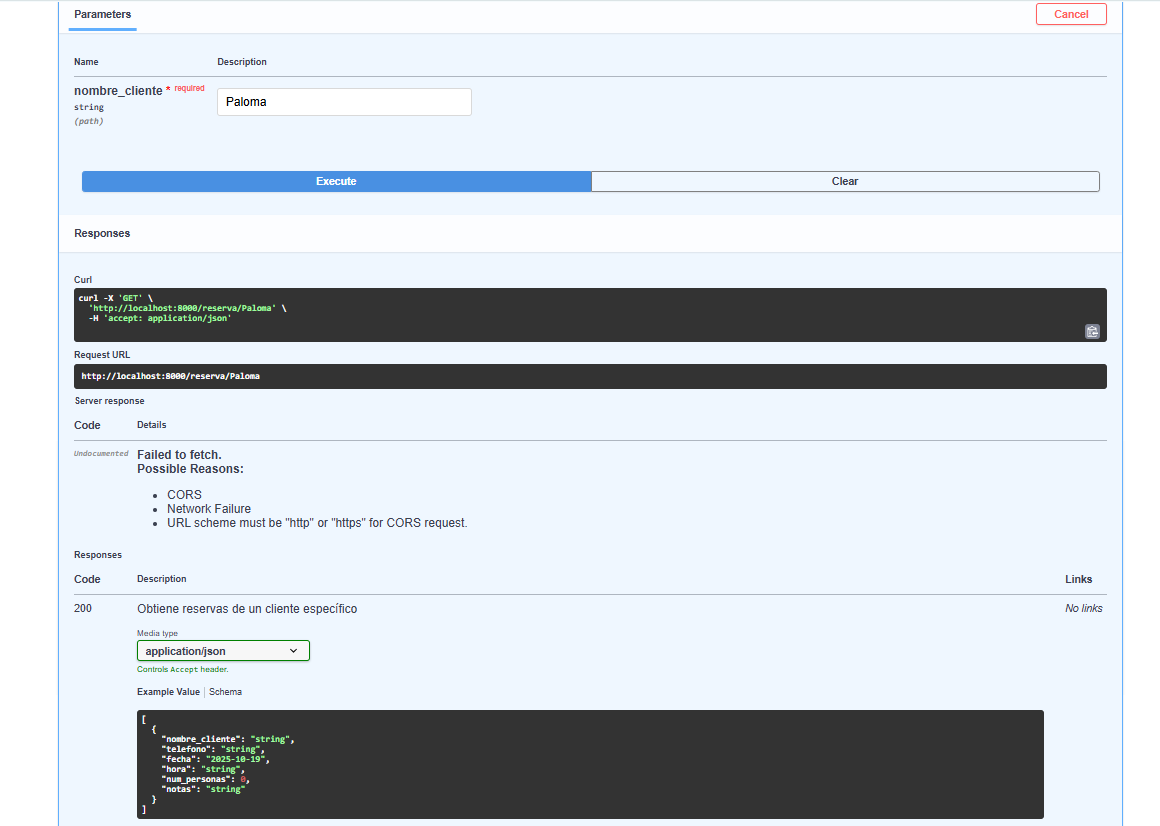 Parameters
Cancel
Name Description
nombre_cliente * required
string
(path)
Paloma
Execute Clear
Responses
Curl
curl -X 'GET' \
'http://localhost:8000/reserva/Paloma' \
-H 'accept: application/json'
Request URL
http://localhost:8000/reserva/Paloma
Server response
Code Details
Undocumented Failed to fetch.
Possible Reasons:
• CORS
• Network Failure
• URL scheme must be "http" or "https" for CORS request.
Responses
Code Description Links
200 Obtiene reservas de un cliente específico No links
Media type
application/json
Controls Accept header.
Example Value | Schema
[
{
"nombre_cliente": "string",
"telefono": "string",
"fecha": "2025-10-19",
"hora": "string",
"num_personas": 0,
"notas": "string"
}
]